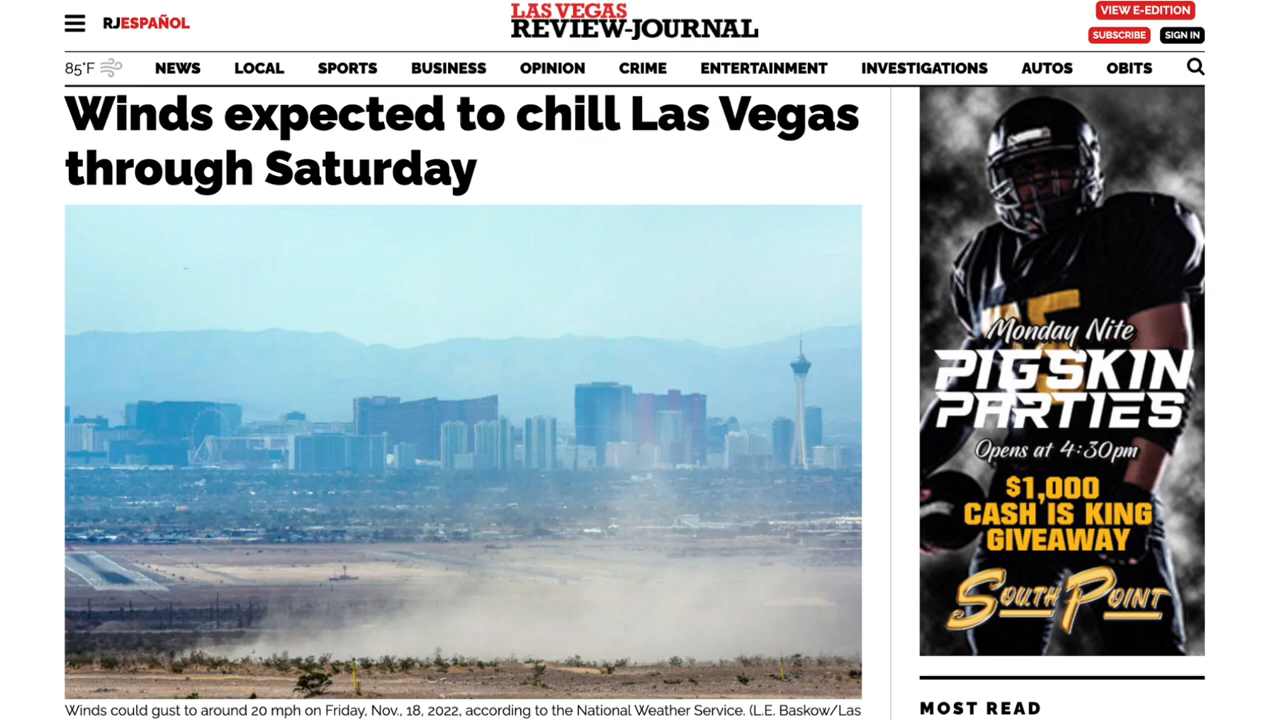 RJESPAÑOL
LAS VEGAS
REVIEW-JOURNAL
VIEW E-EDITION
SUBSCRIBE
SIGN IN
85°F
NEWS
LOCAL
SPORTS
BUSINESS
OPINION
CRIME
ENTERTAINMENT
INVESTIGATIONS
AUTOS
OBITS
Winds expected to chill Las Vegas
through Saturday
Winds could gust to around 20 mph on Friday, Nov., 18, 2022, according to the National Weather Service. (L.E. Baskow/Las
Monday Nite
PIGSKIN
PARTIES
Opens at 4:30pm
$1,000
CASH IS KING
GIVEAWAY
SOUTH POINT
MOST READ